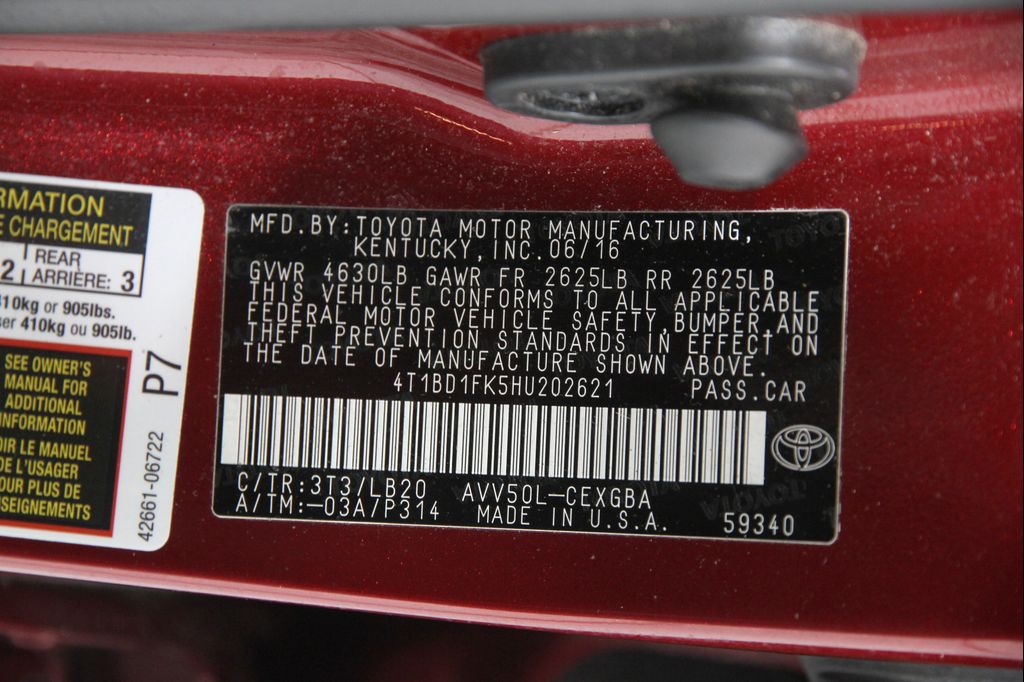 RMATION
E CHARGEMENT
2 REAR
ARRIÈRE: 3
10kg or 905lbs.
er 410kg ou 905lb.
SEE OWNER'S
MANUAL FOR
ADDITIONAL
INFORMATION
OIR LE MANUEL
DE L'USAGER
OUR PLUS DE
SEIGNEMENTS
P7
42661-06722
MFD.BY:TOYOTA MOTOR MANUFACTURING,
KENTUCKY, INC.06/16
GVWR 4630LB GAWR FR 2625LB RR 2625LB
THIS VEHICLE CONFORMS TO ALL APPLICABLE
FEDERAL MOTOR VEHICLE SAFETY,BUMPER,AND
THEFT PREVENTION STANDARDS IN EFFECT ON
THE DATE OF MANUFACTURE SHOWN ABOVE.
4T1BD1FK5HU202621 PASS.CAR
C/TR:3T3/LB20 AVV50L-CEXGBA
A/TM:-03A/P314 MADE IN U.S.A. 59340